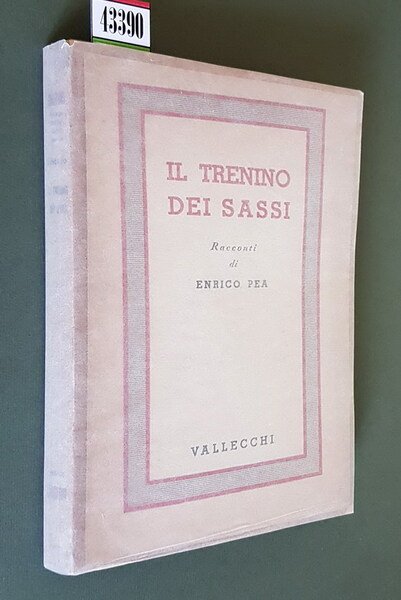 43390
IL TRENINO
DEI SASSI
Racconti
di
ENRICO PEA
VALLECCHI